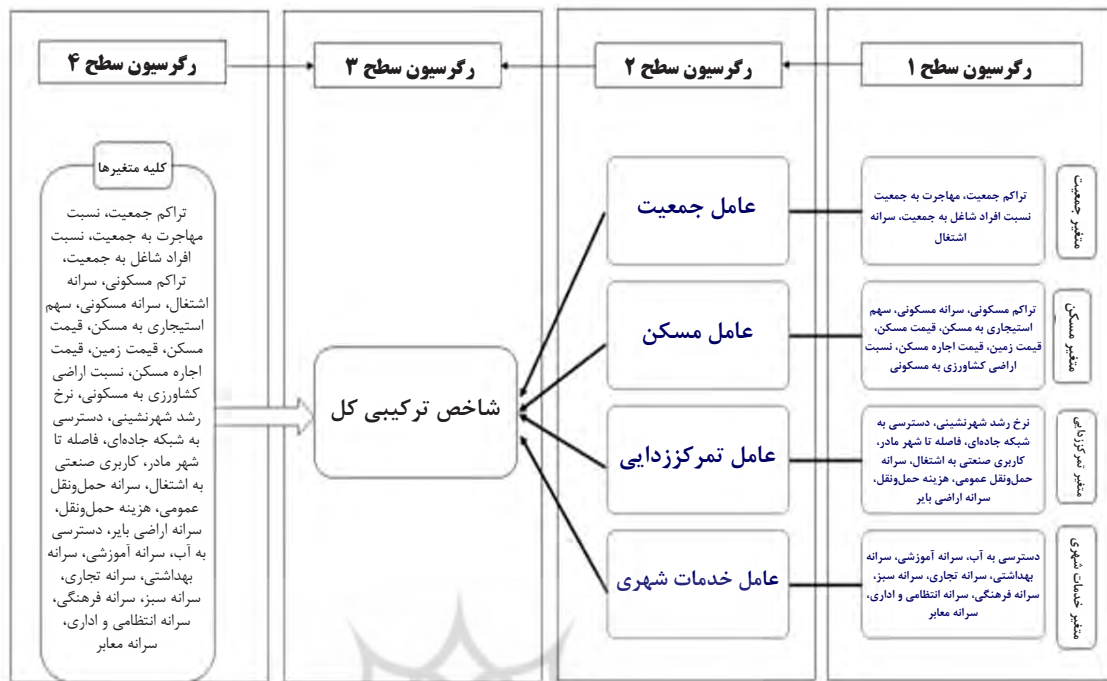 رگرسیون سطح ۱
رگرسیون سطح ۲
رگرسیون سطح ۳
رگرسیون سطح ۴
متغیر جمعیت
تراکم جمعیت، مهاجرت به جمعیت
نسبت افراد شاغل به جمعیت، سرانه
اشتغال
عامل جمعیت
متغیر مسکن
تراکم مسکونی، سرانه مسکونی، سهم
استیجاری به مسکن، قیمت مسکن،
قیمت زمین، قیمت اجاره مسکن، نسبت
اراضی کشاورزی به مسکونی
عامل مسکن
متغیر تمرکززدایی
نرخ رشد شهرنشینی، دسترسی به
شبکه جاده‌ای، فاصله تا شهر مادر،
کاربری صنعتی به اشتغال، سرانه
حمل‌ونقل عمومی، هزینه حمل‌ونقل،
سرانه اراضی بایر
عامل تمرکززدایی
متغیر خدمات شهری
دسترسی به آب، سرانه آموزشی، سرانه
بهداشتی، سرانه تجاری، سرانه سبز،
سرانه فرهنگی، سرانه انتظامی و اداری،
سرانه معابر
عامل خدمات شهری
شاخص ترکیبی کل
کلیه متغیرها
تراکم جمعیت، نسبت
مهاجرت به جمعیت، نسبت
افراد شاغل به جمعیت،
تراکم مسکونی، سرانه
اشتغال، سرانه مسکونی، سهم
استیجاری به مسکن، قیمت
مسکن، قیمت زمین، قیمت
اجاره مسکن، نسبت اراضی
کشاورزی به مسکونی، نرخ
رشد شهرنشینی، دسترسی
به شبکه جاده‌ای، فاصله تا
شهر مادر، کاربری صنعتی
به اشتغال، سرانه حمل‌ونقل
عمومی، هزینه حمل‌ونقل،
سرانه اراضی بایر، دسترسی
به آب، سرانه آموزشی، سرانه
بهداشتی، سرانه تجاری،
سرانه سبز، سرانه فرهنگی،
سرانه انتظامی و اداری،
سرانه معابر